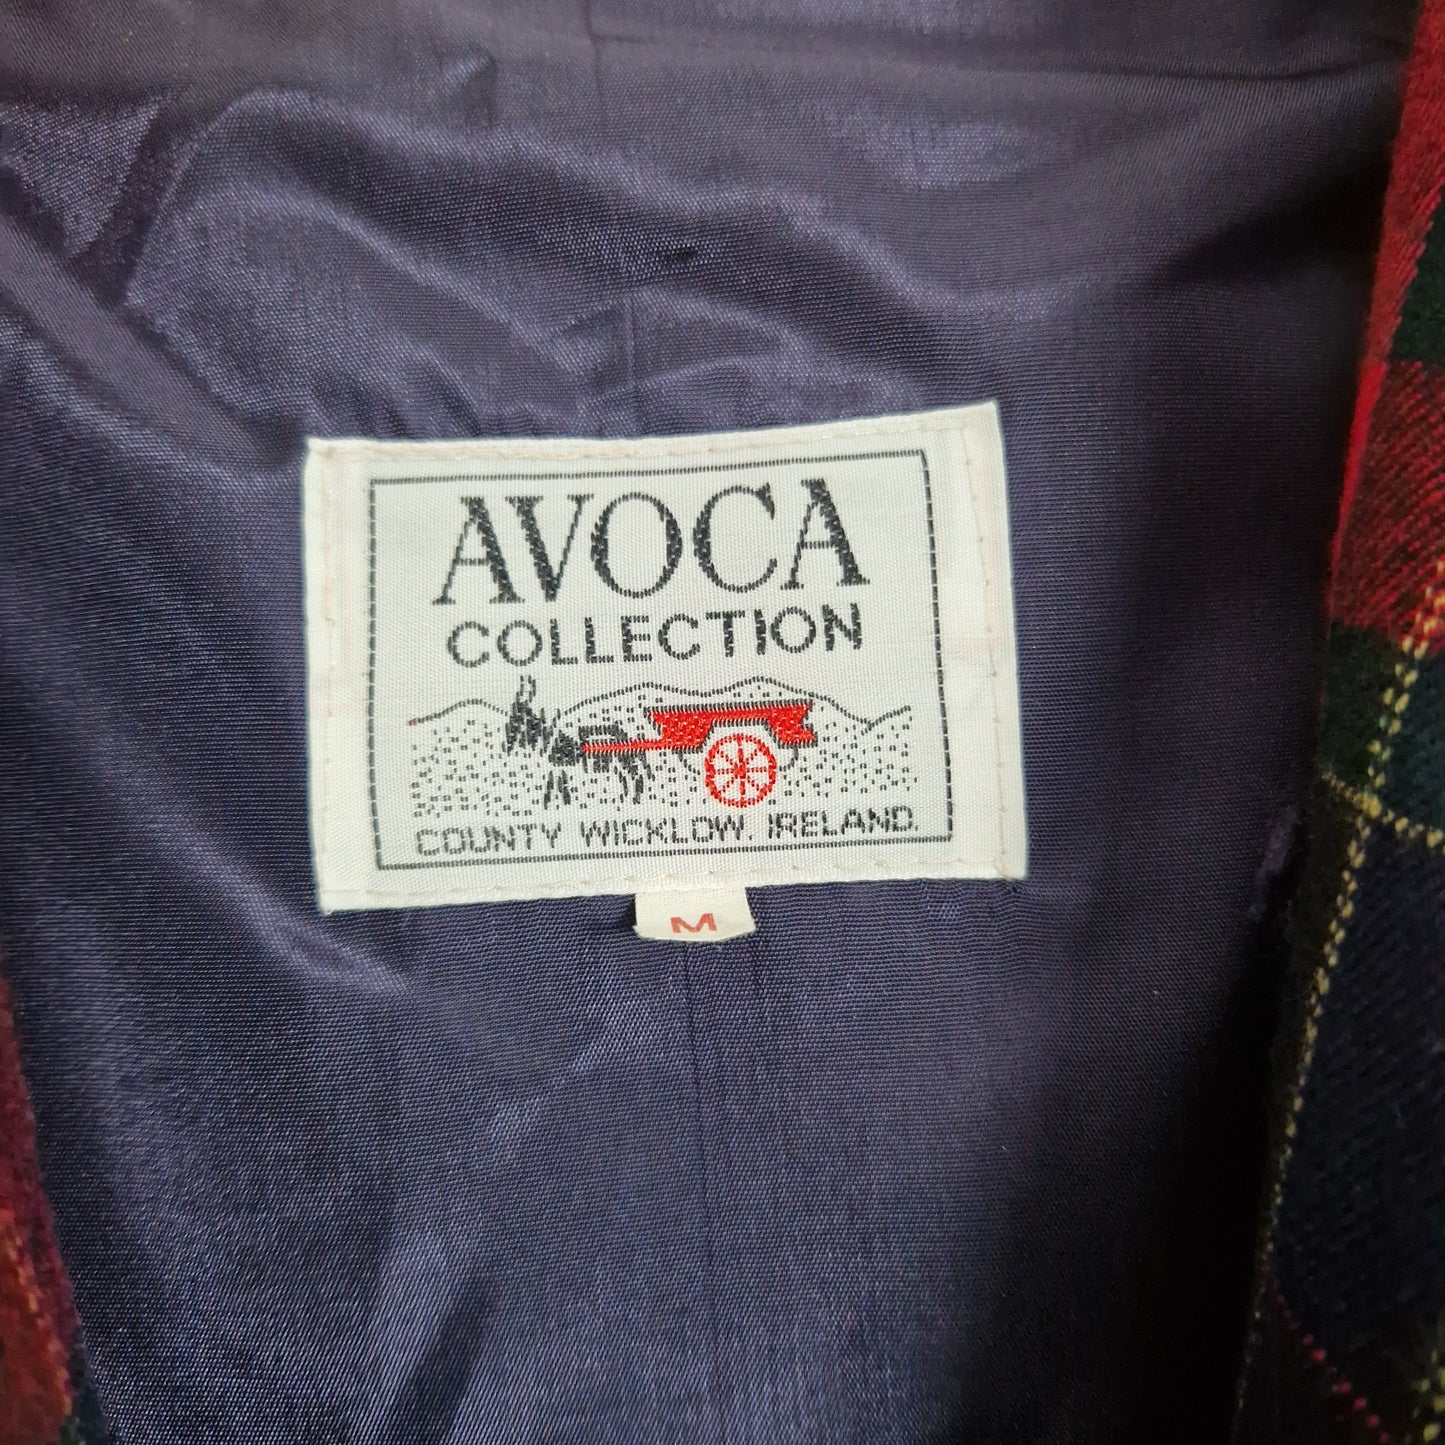 AVOCA
COLLECTION
COUNTY WICKLOW. IRELAND.
M